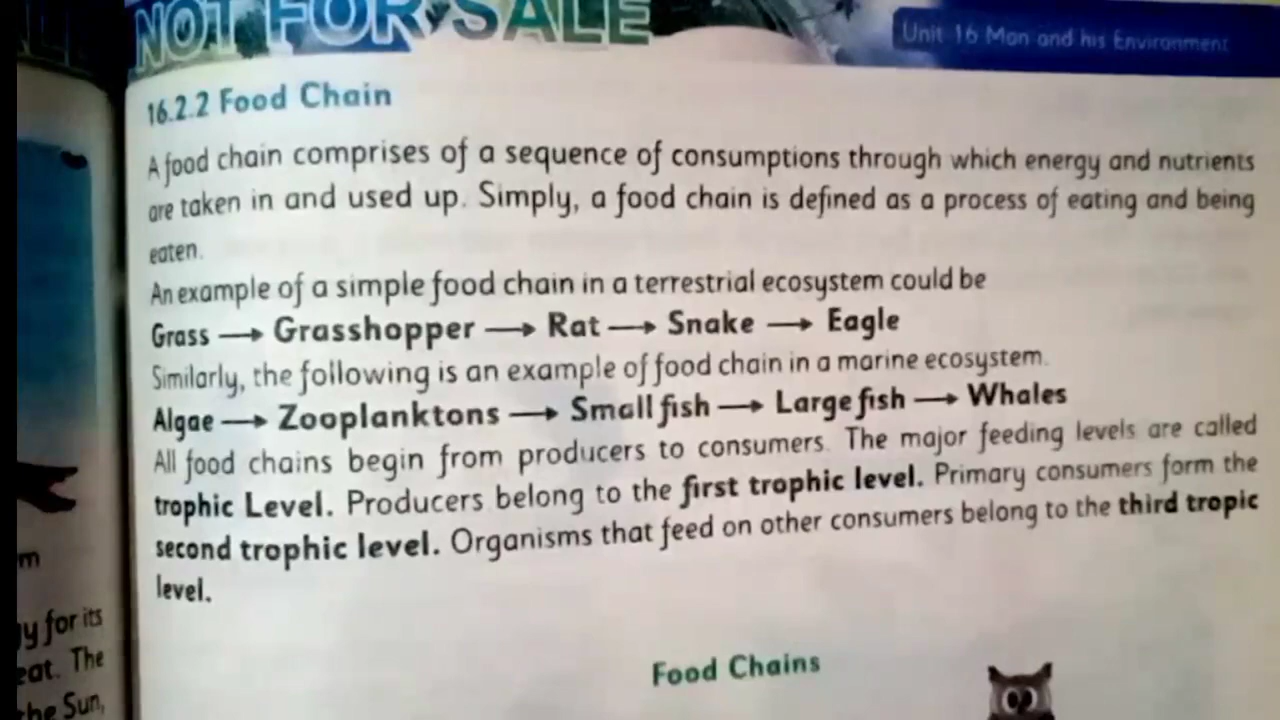 NOT FOR SALE
Unit 16 Man and his Environment
16.2.2 Food Chain
A food chain comprises of a sequence of consumptions through which energy and nutrients
are taken in and used up. Simply, a food chain is defined as a process of eating and being
eaten.
An example of a simple food chain in a terrestrial ecosystem could be
Grass → Grasshopper → Rat → Snake → Eagle
Similarly, the following is an example of food chain in a marine ecosystem.
Algae → Zooplanktons → Small fish → Large fish → Whales
All food chains begin from producers to consumers. The major feeding levels are called
trophic Level. Producers belong to the first trophic level. Primary consumers form the
second trophic level. Organisms that feed on other consumers belong to the third tropic
level.
Food Chains
for its
The
the Sun,